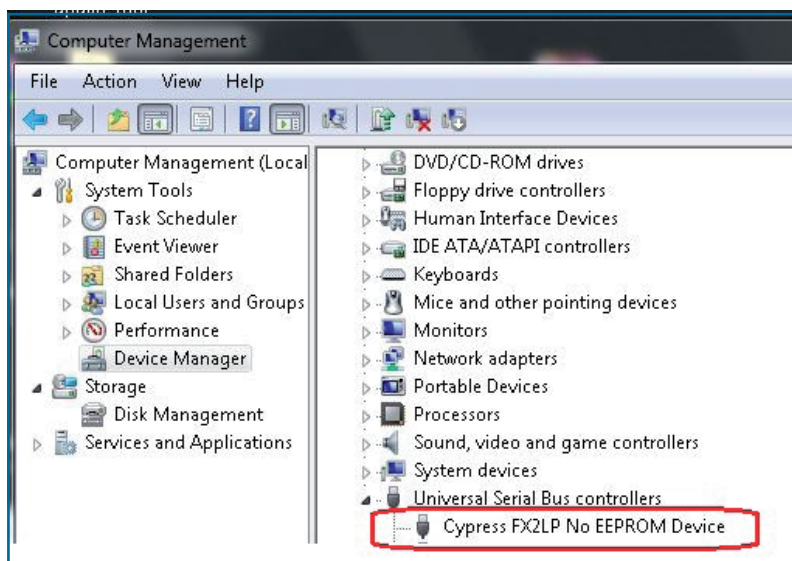 Computer Management
File Action View Help
Computer Management (Local
System Tools
Task Scheduler
Event Viewer
Shared Folders
Local Users and Groups
Performance
Device Manager
Storage
Disk Management
Services and Applications
DVD/CD-ROM drives
Floppy drive controllers
Human Interface Devices
IDE ATA/ATAPI controllers
Keyboards
Mice and other pointing devices
Monitors
Network adapters
Portable Devices
Processors
Sound, video and game controllers
System devices
Universal Serial Bus controllers
Cypress FX2LP No EEPROM Device